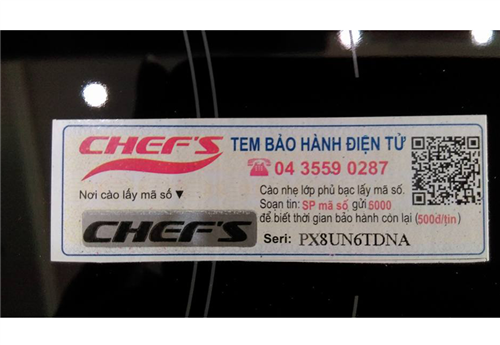 CHEF'S
TEM BẢO HÀNH ĐIỆN TỬ
☎ 04 3559 0287
Nơi cào lấy mã số ▼
Cào nhẹ lớp phủ bạc lấy mã số.
Soạn tin: SP mã số gửi 6000
để biết thời gian bảo hành còn lại (500đ/tin)
CHEF'S
Seri: PX8UN6TDNA